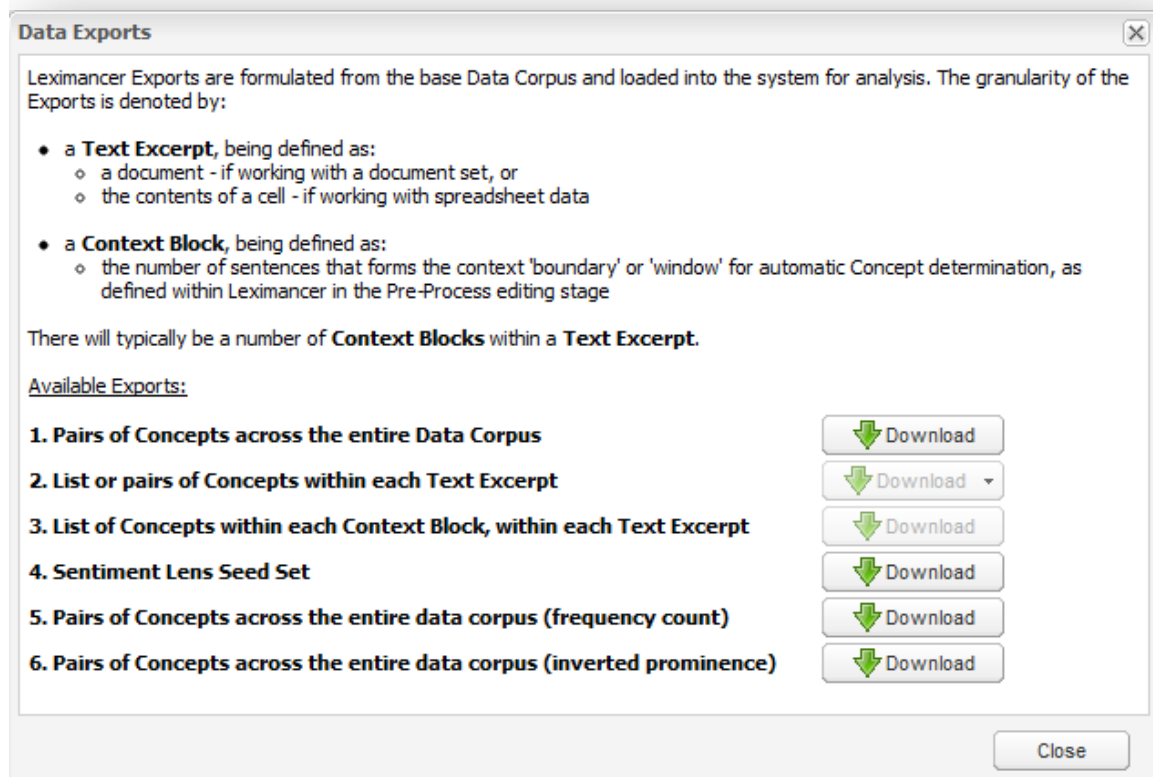 Data Exports
Leximancer Exports are formulated from the base Data Corpus and loaded into the system for analysis. The granularity of the
Exports is denoted by:
a Text Excerpt, being defined as:
a document - if working with a document set, or
the contents of a cell - if working with spreadsheet data
a Context Block, being defined as:
the number of sentences that forms the context 'boundary' or 'window' for automatic Concept determination, as
defined within Leximancer in the Pre-Process editing stage
There will typically be a number of Context Blocks within a Text Excerpt.
Available Exports:
1. Pairs of Concepts across the entire Data Corpus Download
2. List or pairs of Concepts within each Text Excerpt Download
3. List of Concepts within each Context Block, within each Text Excerpt Download
4. Sentiment Lens Seed Set Download
5. Pairs of Concepts across the entire data corpus (frequency count) Download
6. Pairs of Concepts across the entire data corpus (inverted prominence) Download
Close